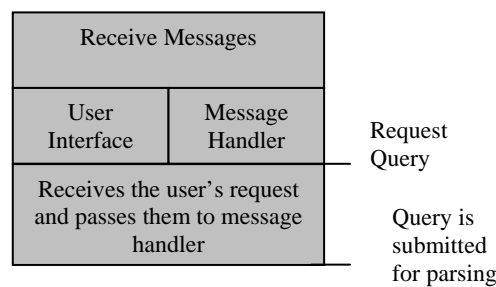 Receive Messages
User
Interface
Message
Handler
Request
Query
Receives the user's request
and passes them to message
handler
Query is
submitted
for parsing